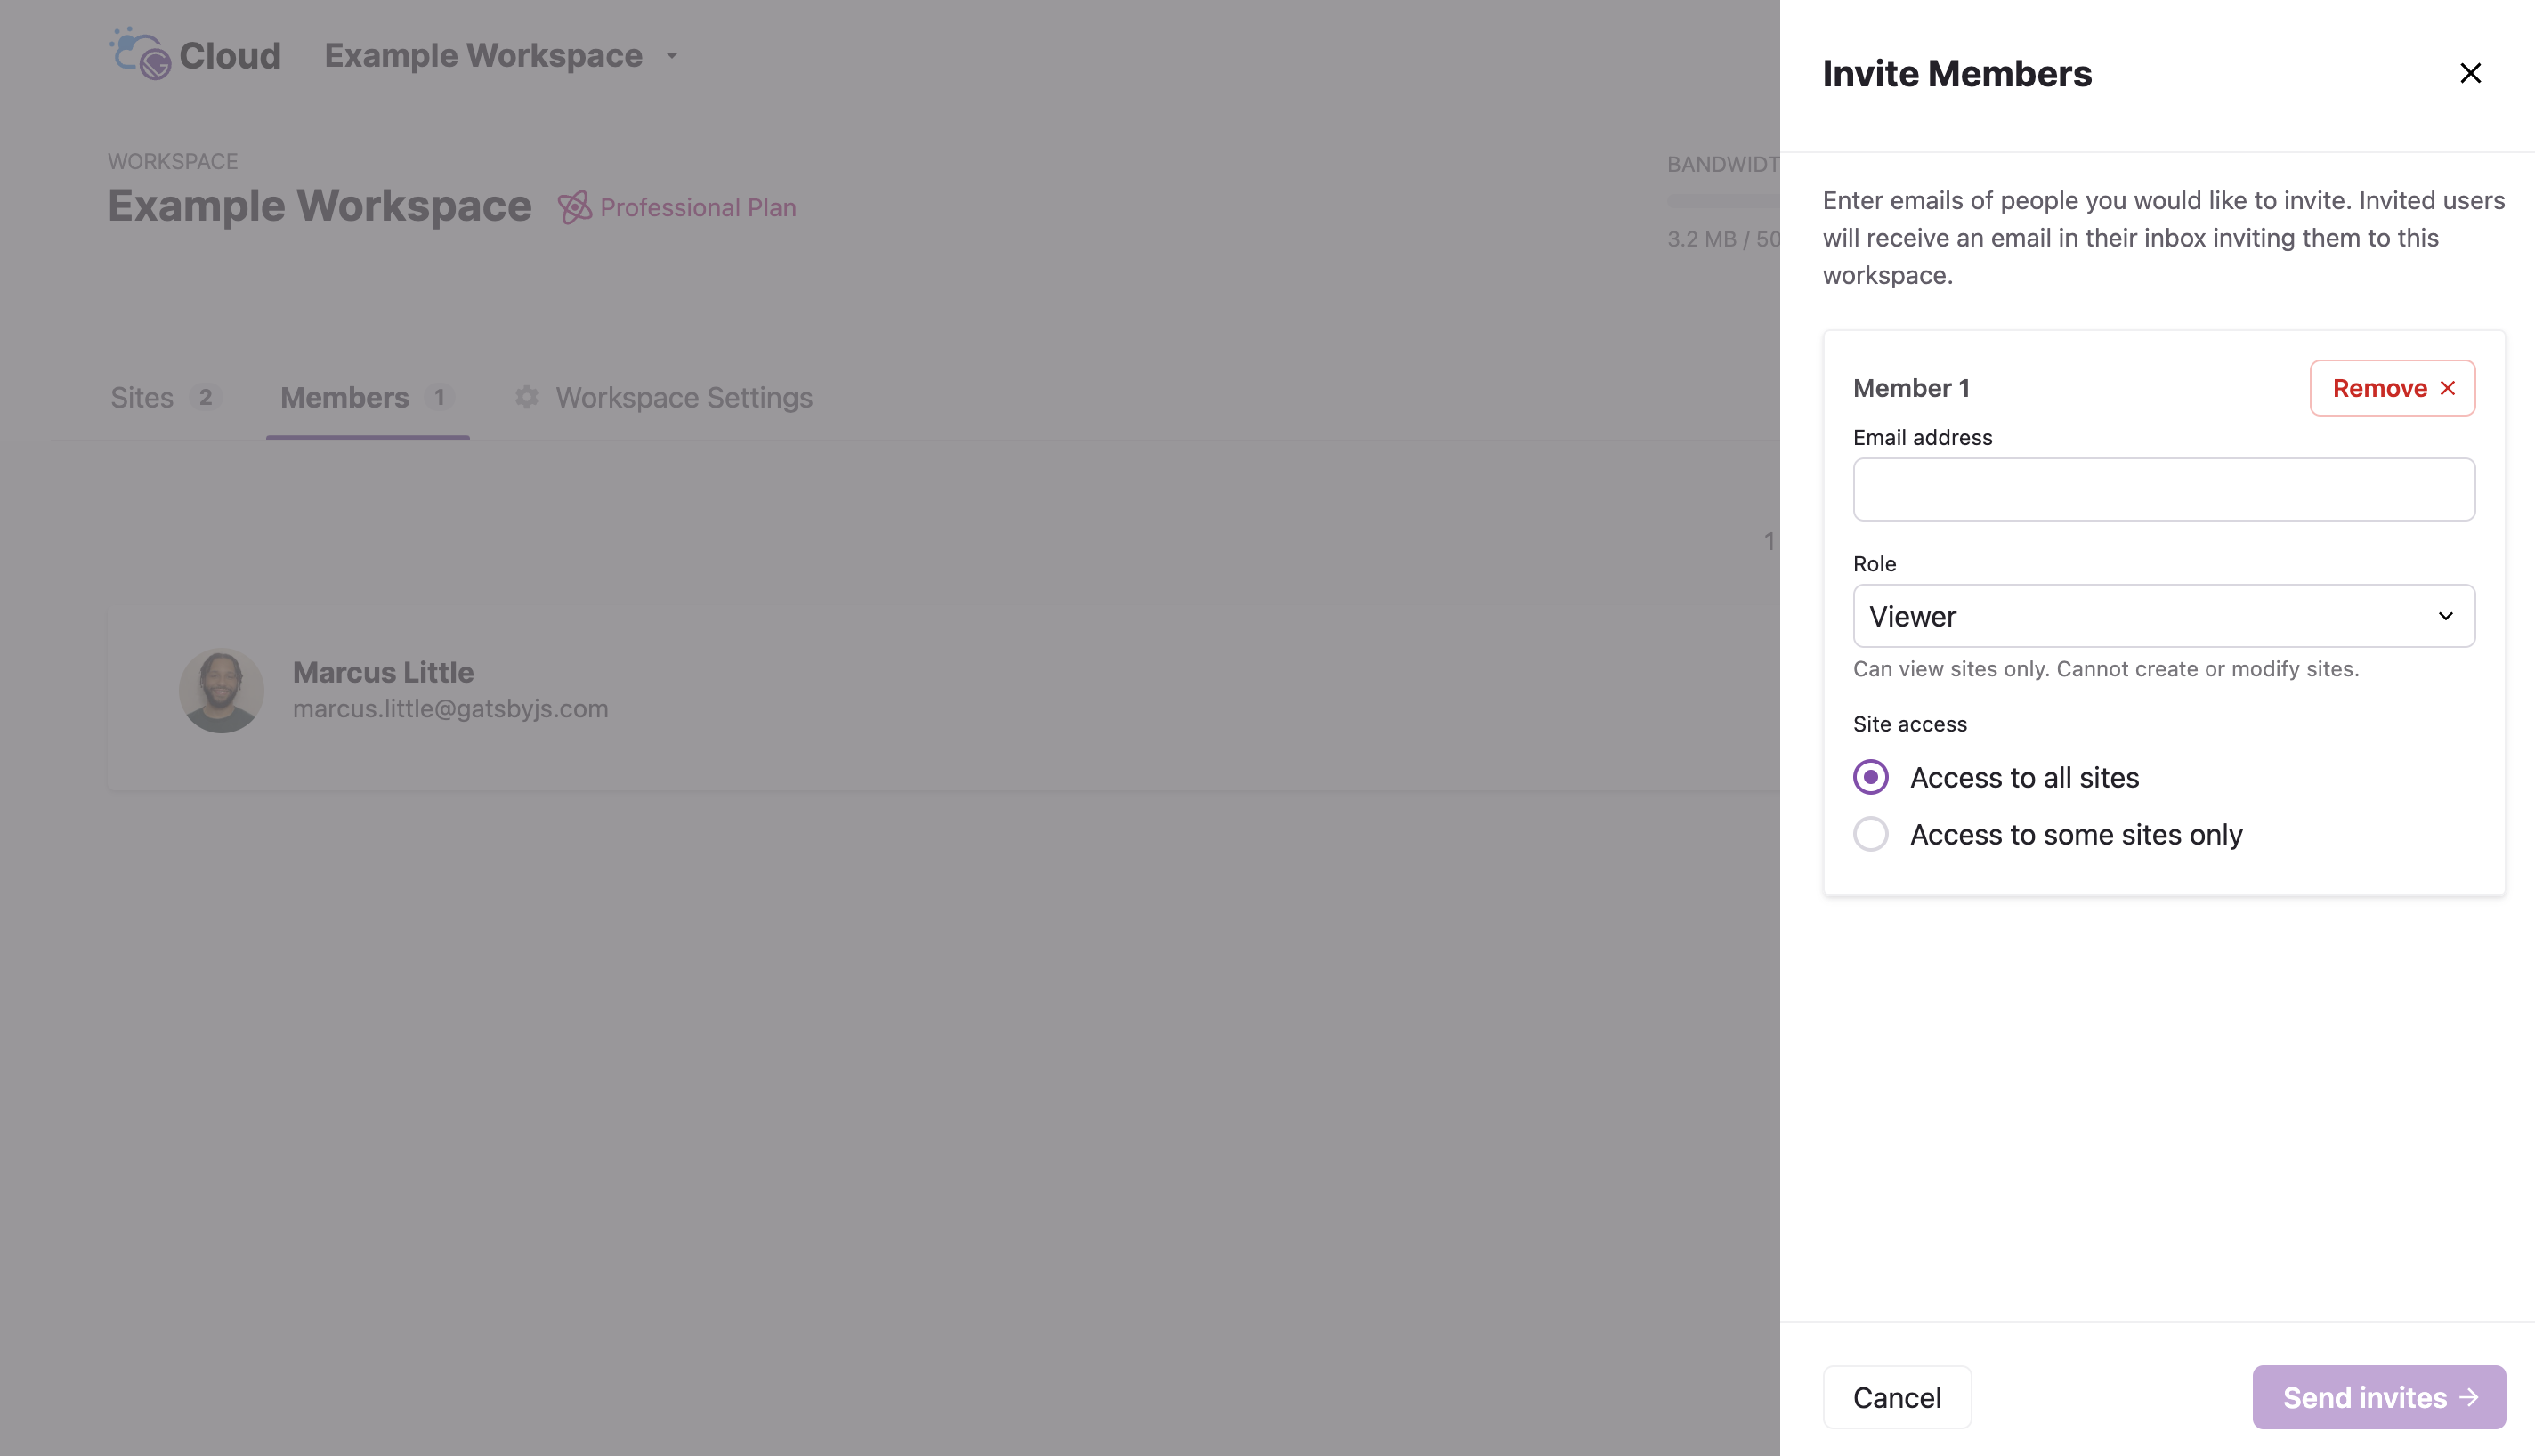 Cloud
Example Workspace
WORKSPACE
Example Workspace
Professional Plan
3.2 MB / 50
Sites 2
Members 1
Workspace Settings
1
Marcus Little
marcus.little@gatsbyjs.com
Invite Members
Enter emails of people you would like to invite. Invited users
will receive an email in their inbox inviting them to this
workspace.
Member 1
Remove
Email address
Role
Viewer
Can view sites only. Cannot create or modify sites.
Site access
Access to all sites
Access to some sites only
Cancel
Send invites